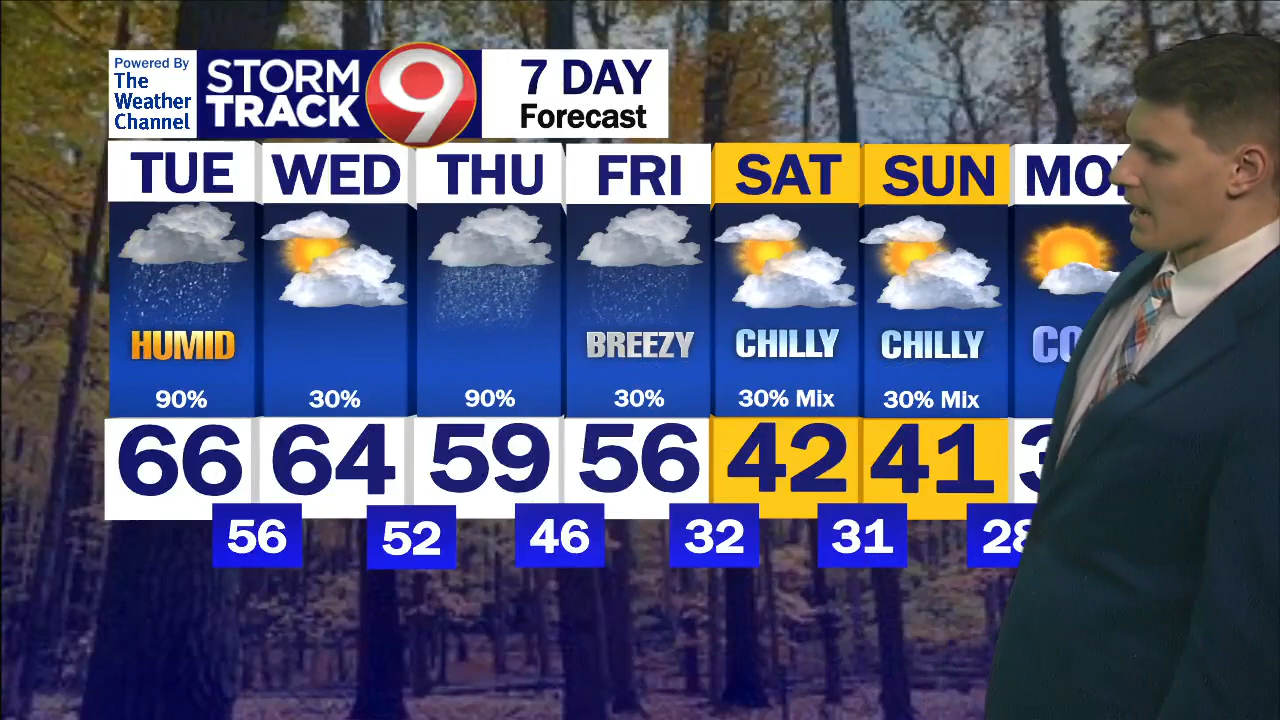 Powered By
The
Weather
Channel
STORM
TRACK
9
7 DAY
Forecast
TUE WED THU FRI SAT SUN
HUMID BREEZY CHILLY CHILLY
90% 30% 90% 30% 30% Mix 30% Mix
66 64 59 56 42 41
56 52 46 32 31 28